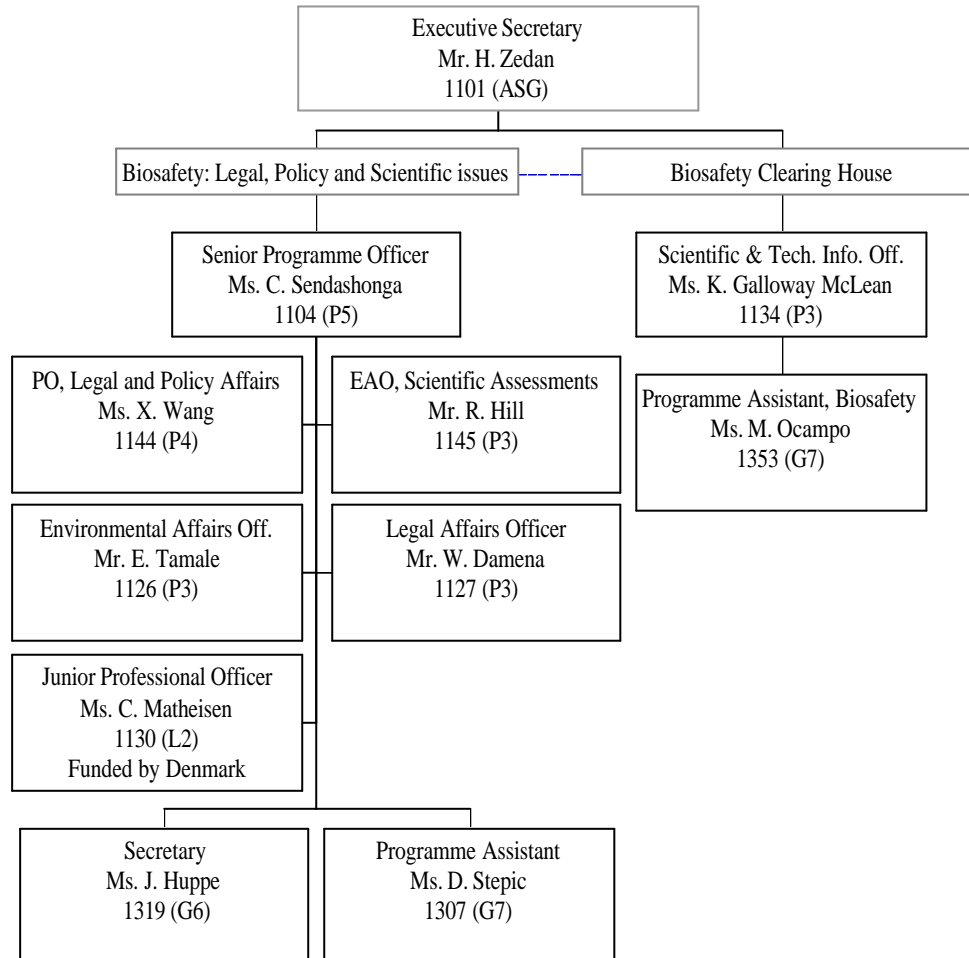 Executive Secretary
Mr. H. Zedan
1101 (ASG)
Biosafety: Legal, Policy and Scientific issues
Biosafety Clearing House
Senior Programme Officer
Ms. C. Sendashonga
1104 (P5)
Scientific & Tech. Info. Off.
Ms. K. Galloway McLean
1134 (P3)
PO, Legal and Policy Affairs
Ms. X. Wang
1144 (P4)
EAO, Scientific Assessments
Mr. R. Hill
1145 (P3)
Programme Assistant, Biosafety
Ms. M. Ocampo
1353 (G7)
Environmental Affairs Off.
Mr. E. Tamale
1126 (P3)
Legal Affairs Officer
Mr. W. Damena
1127 (P3)
Junior Professional Officer
Ms. C. Matheisen
1130 (L2)
Funded by Denmark
Secretary
Ms. J. Huppe
1319 (G6)
Programme Assistant
Ms. D. Stepic
1307 (G7)